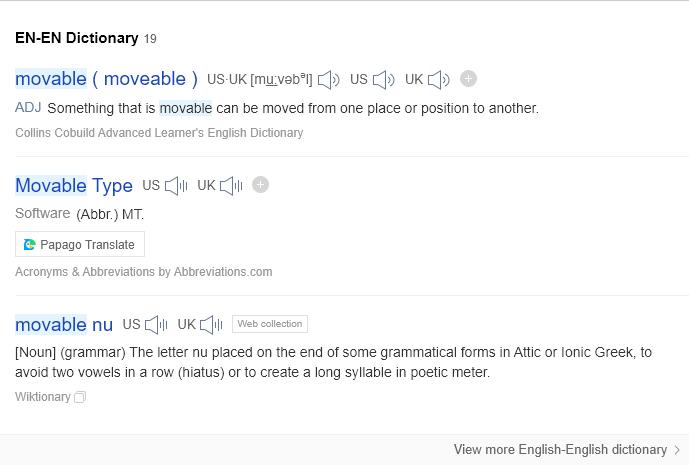 EN-EN Dictionary 19
movable ( moveable ) US·UK [mu:vəbᵊl] US UK
ADJ Something that is movable can be moved from one place or position to another.
Collins Cobuild Advanced Learner's English Dictionary
Movable Type US UK
Software (Abbr.) MT.
Papago Translate
Acronyms & Abbreviations by Abbreviations.com
movable nu US UK Web collection
[Noun] (grammar) The letter nu placed on the end of some grammatical forms in Attic or Ionic Greek, to
avoid two vowels in a row (hiatus) or to create a long syllable in poetic meter.
Wiktionary
View more English-English dictionary